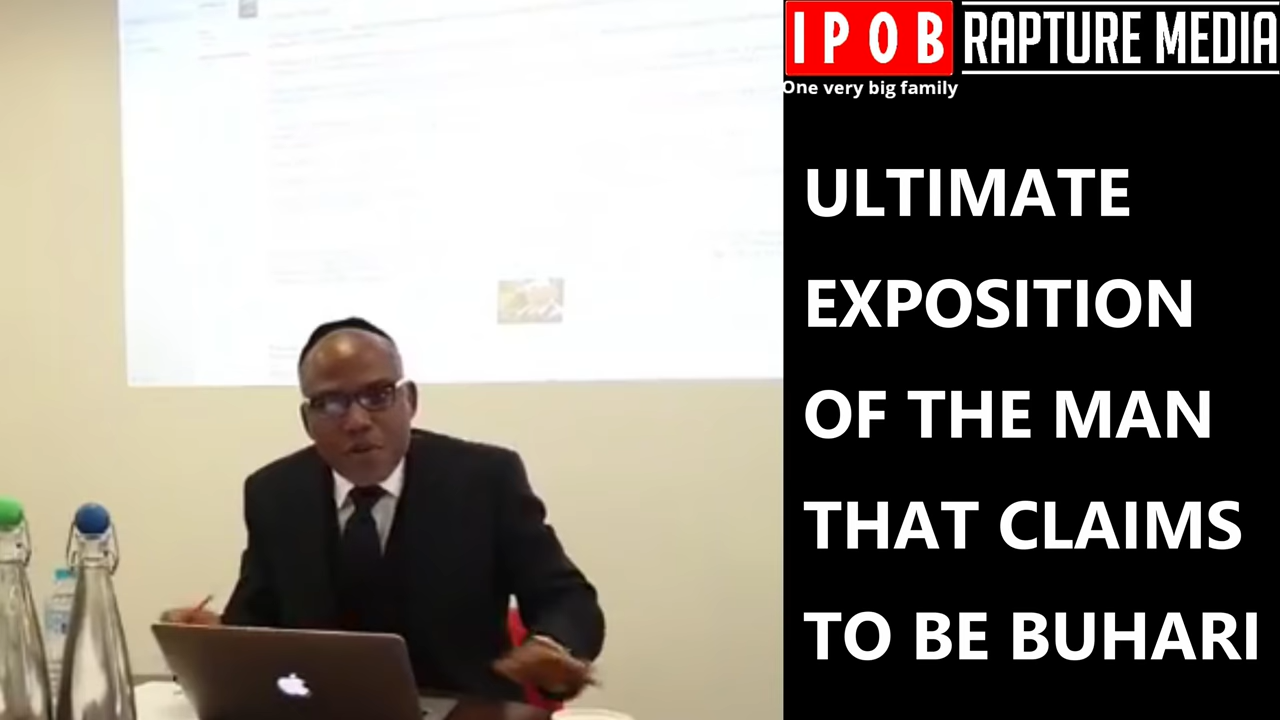 IPOB RAPTURE MEDIA
One very big family
ULTIMATE
EXPOSITION
OF THE MAN
THAT CLAIMS
TO BE BUHARI